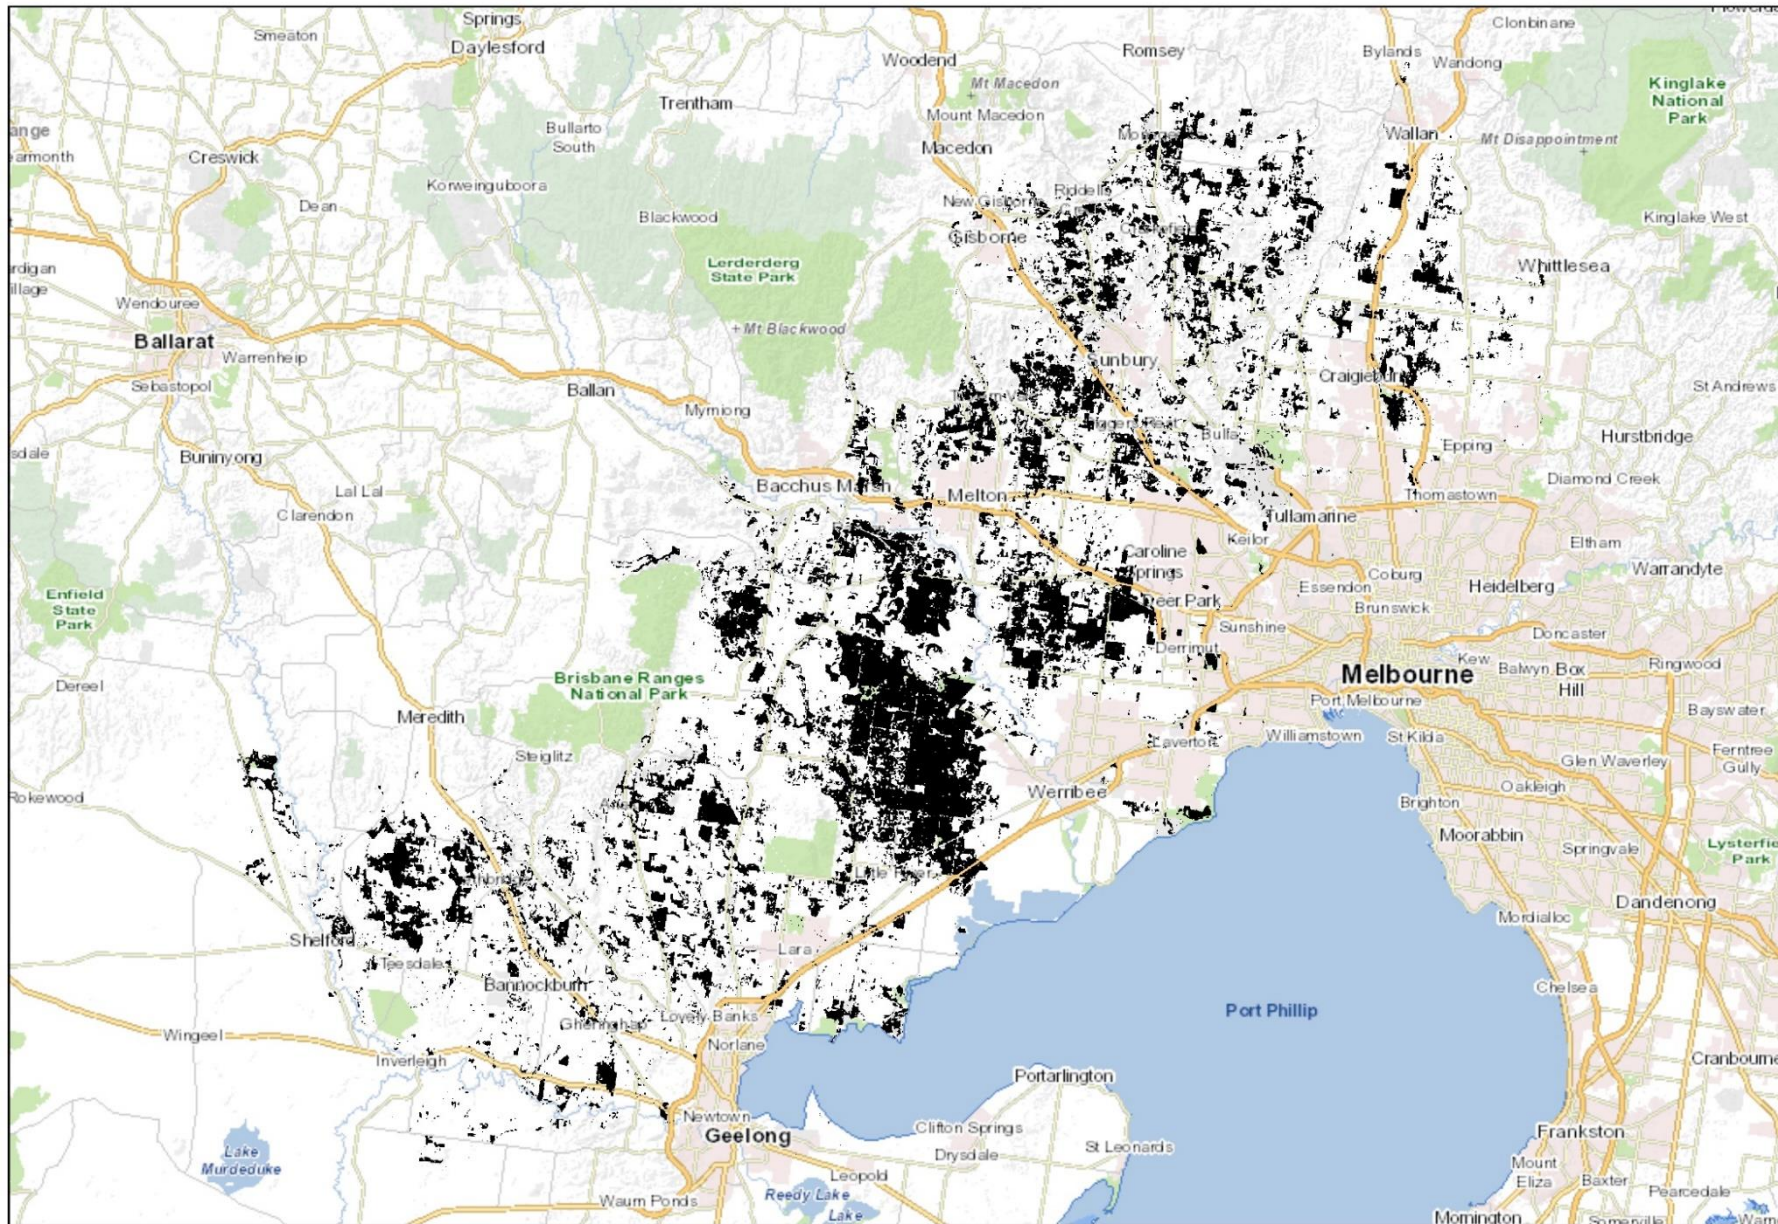 Springs
Smeaton
Daylesford
Woodend
Romsey
Bylands
Clonbinane
Wandong
Kinglake
National
Park
Mt Macedon
Trentham
Mount Macedon
Bullarto
South
Macedon
Wallan
Mt Disappointment
Creswick
Korweinguboora
Dean
Blackwood
New Gisborne
Gisborne
Kinglake West
Whittlesea
Lerderderg
State Park
Wendouree
Mt Blackwood
Ballarat
Warrenheip
Sebastopol
Ballan
Myrniong
Sunbury
St Andrews
Bulla
Epping
Hurstbridge
Buninyong
Lal Lal
Clarendon
Bacchus Marsh
Melton
Thomastown
Diamond Creek
Tullamarine
Keilor
Eltham
Caroline
Springs
Coburg
Essendon
Heidelberg
Warrandyte
Enfield
State
Park
Brunswick
Sunshine
Doncaster
Derrimut
Kew
Balwyn
Box
Hill
Ringwood
Melbourne
Port Melbourne
Bayswater
Dereel
Brisbane Ranges
National Park
Meredith
Steiglitz
Williamstown
St Kilda
Glen Waverley
Ferntree
Gully
Rokewood
Werribee
Oakleigh
Brighton
Moorabbin
Springvale
Park
Dandenong
Mordialloc
Shelford
Teesdale
Lara
Bannockburn
Chelsea
Port Phillip
Wingeel
Lovely Banks
Norlane
Inverleigh
Portarlington
Cranbourne
Newtown
Geelong
Clifton Springs
Drysdale
St Leonards
Frankston
Lake
Murdeduke
Leopold
Mount
Eliza
Baxter
Pearcedale
Waurn Ponds
Reedy Lake
Lake
Mornington